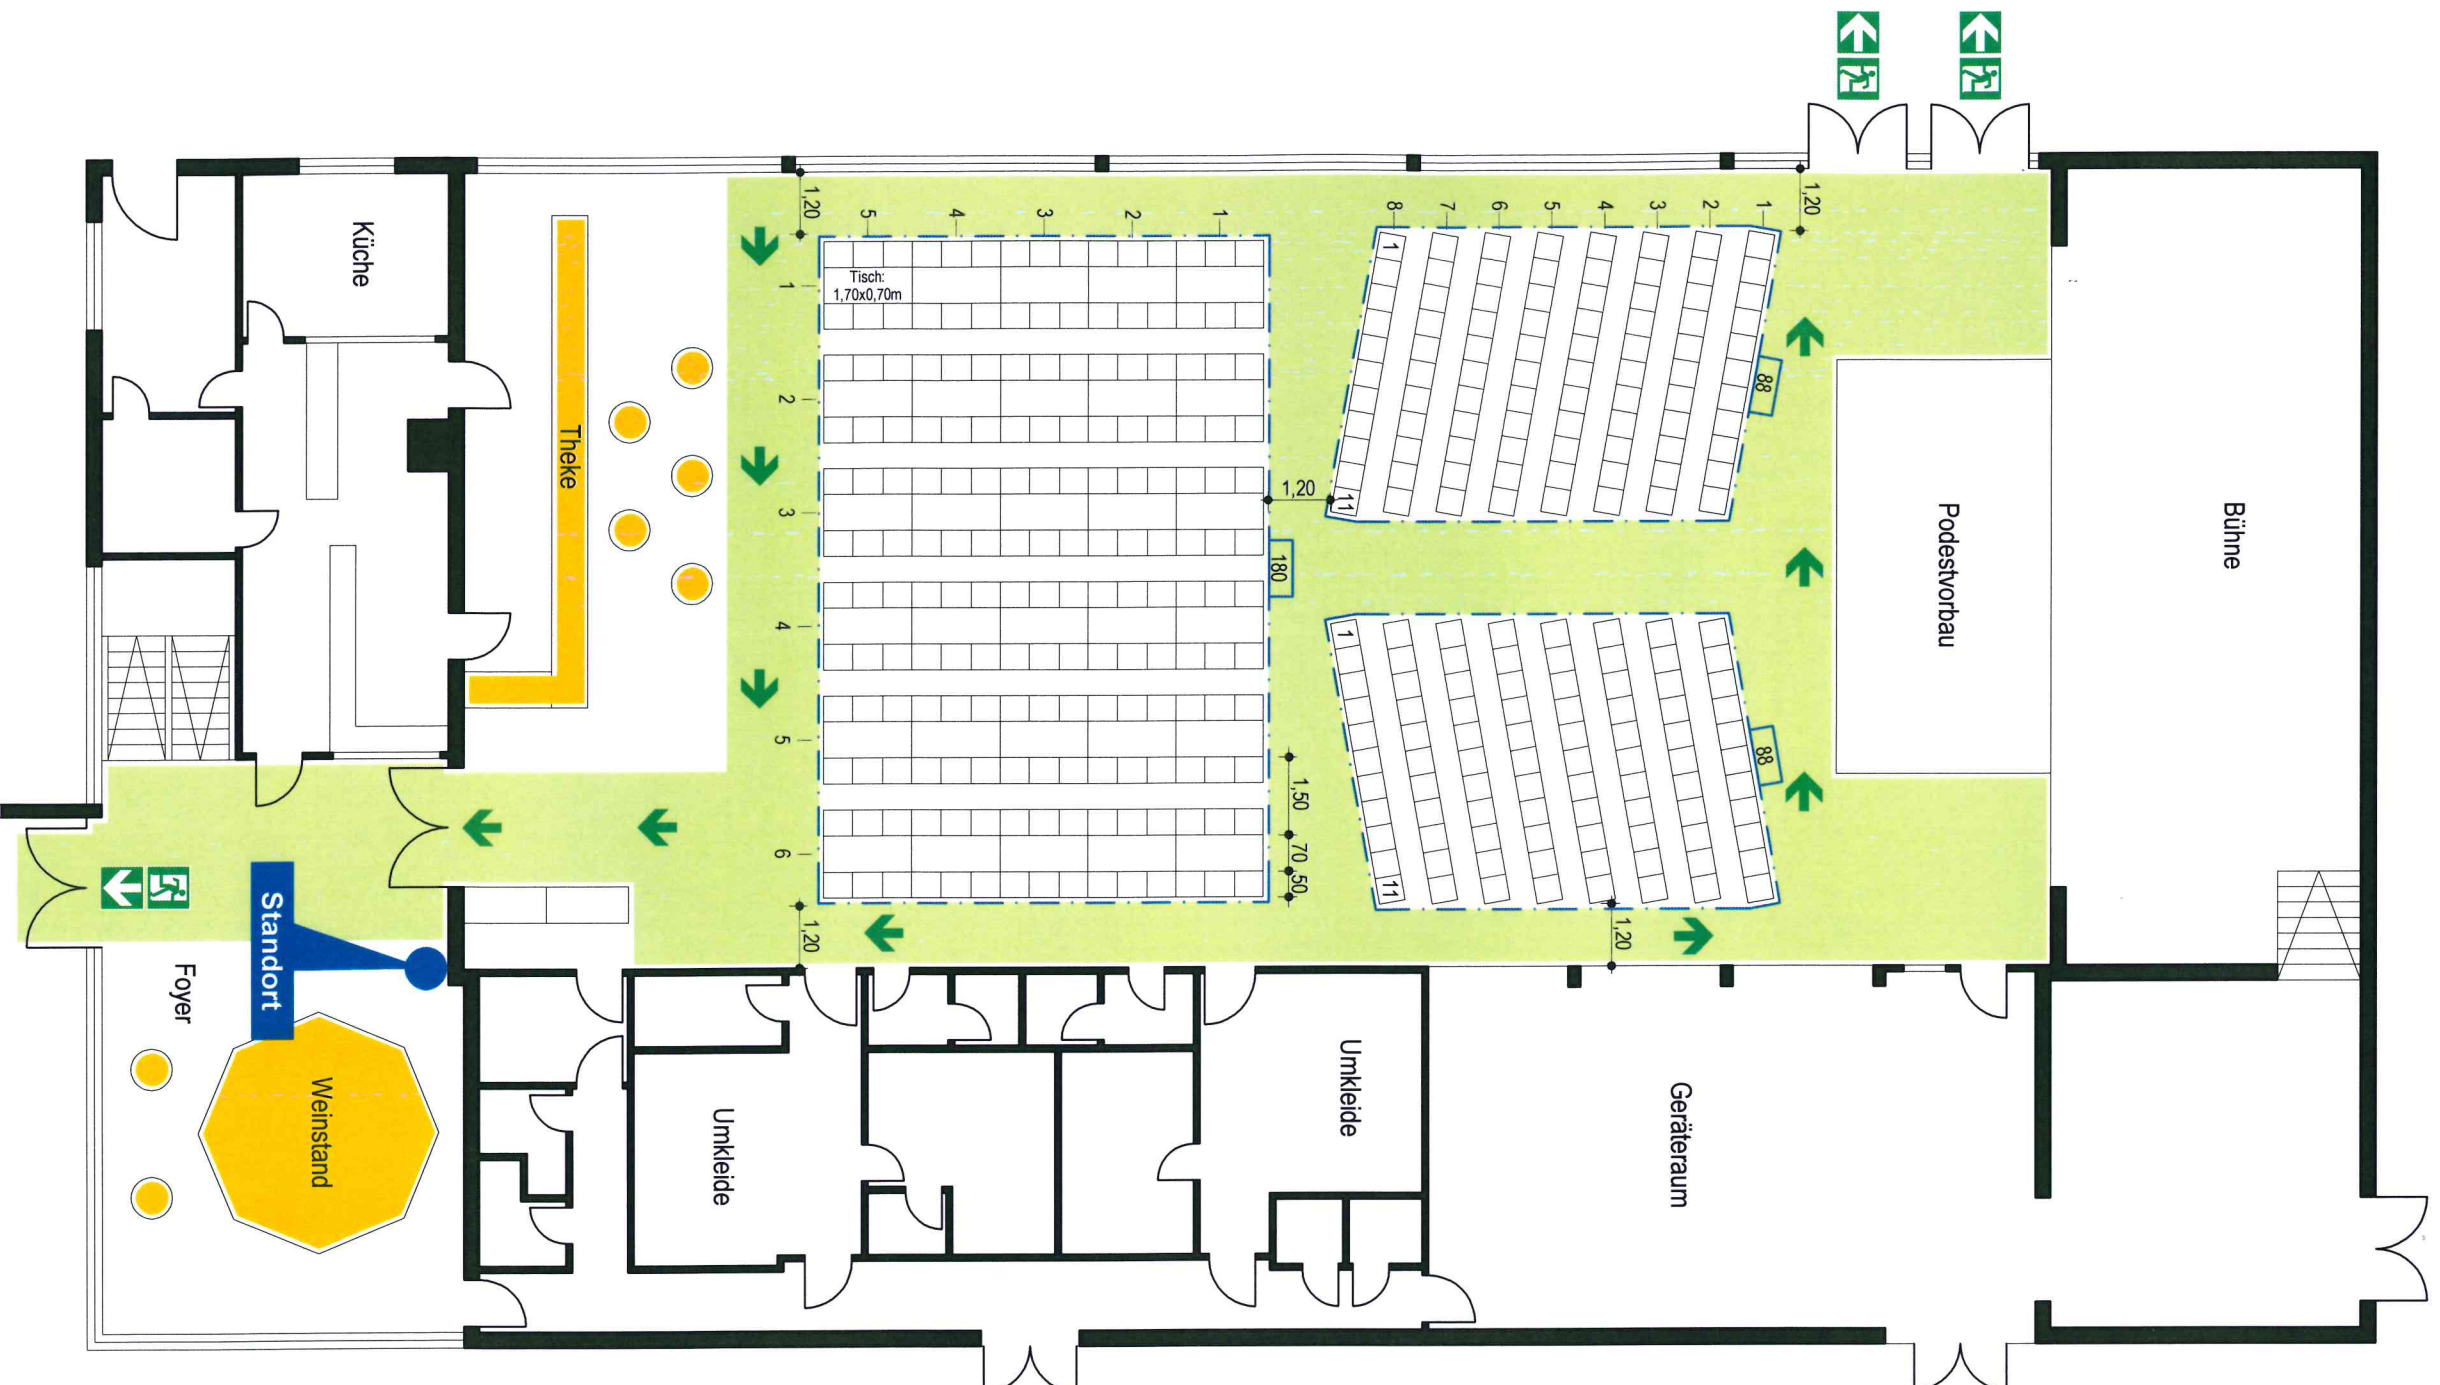 Küche
Theke
Foyer
Standort
Weinstand
Umkleide
Umkleide
Geräteraum
Bühne
Podestvorbau
Tisch:
1,70x0,70m
1,20
5
4
3
2
1
8
7
6
5
4
3
2
1
1,20
1
2
3
4
5
6
1
11
88
1,20
180
1
11
88
1,50
70
50
1,20
1,20